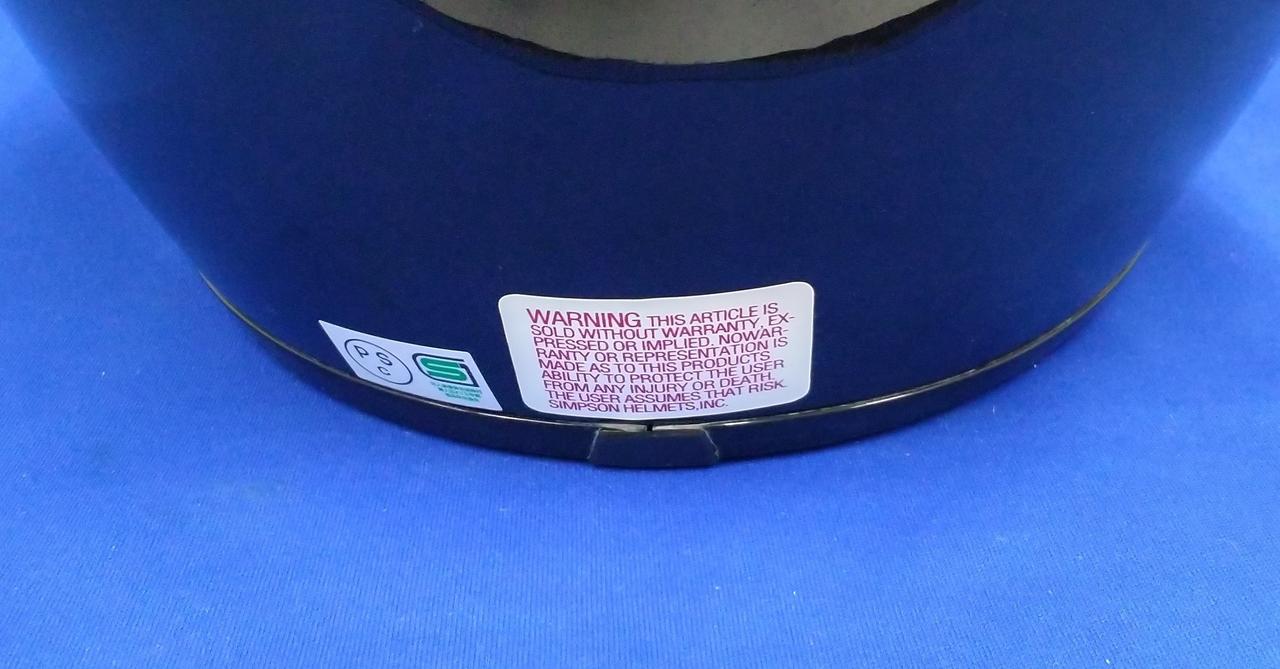 WARNING THIS ARTICLE IS
SOLD WITHOUT WARRANTY, EX-
PRESSED OR IMPLIED. NOWAR-
RANTY OR REPRESENTATION IS
MADE AS TO THIS PRODUCTS
ABILITY TO PROTECT THE USER
FROM ANY INJURY OR DEATH.
THE USER ASSUMES THAT RISK.
SIMPSON HELMETS,INC.
PS
C